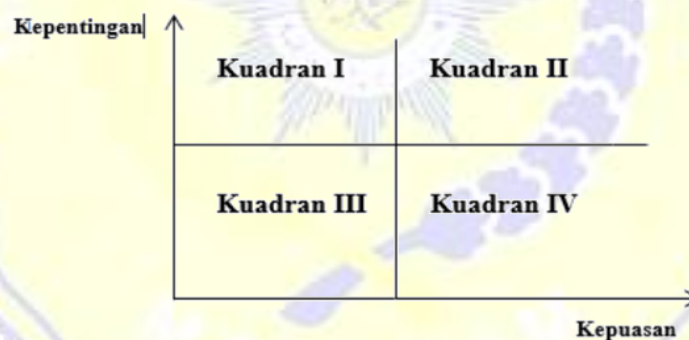 Kepentingan
Kuadran I Kuadran II
Kuadran III Kuadran IV
Kepuasan